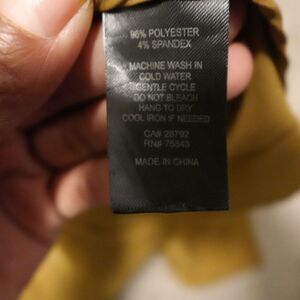 96% POLYESTER
4% SPANDEX
MACHINE WASH IN
COLD WATER
GENTLE CYCLE
DO NOT BLEACH
HANG TO DRY
COOL IRON IF NEEDED
CA# 28792
RN# 75343
MADE IN CHINA